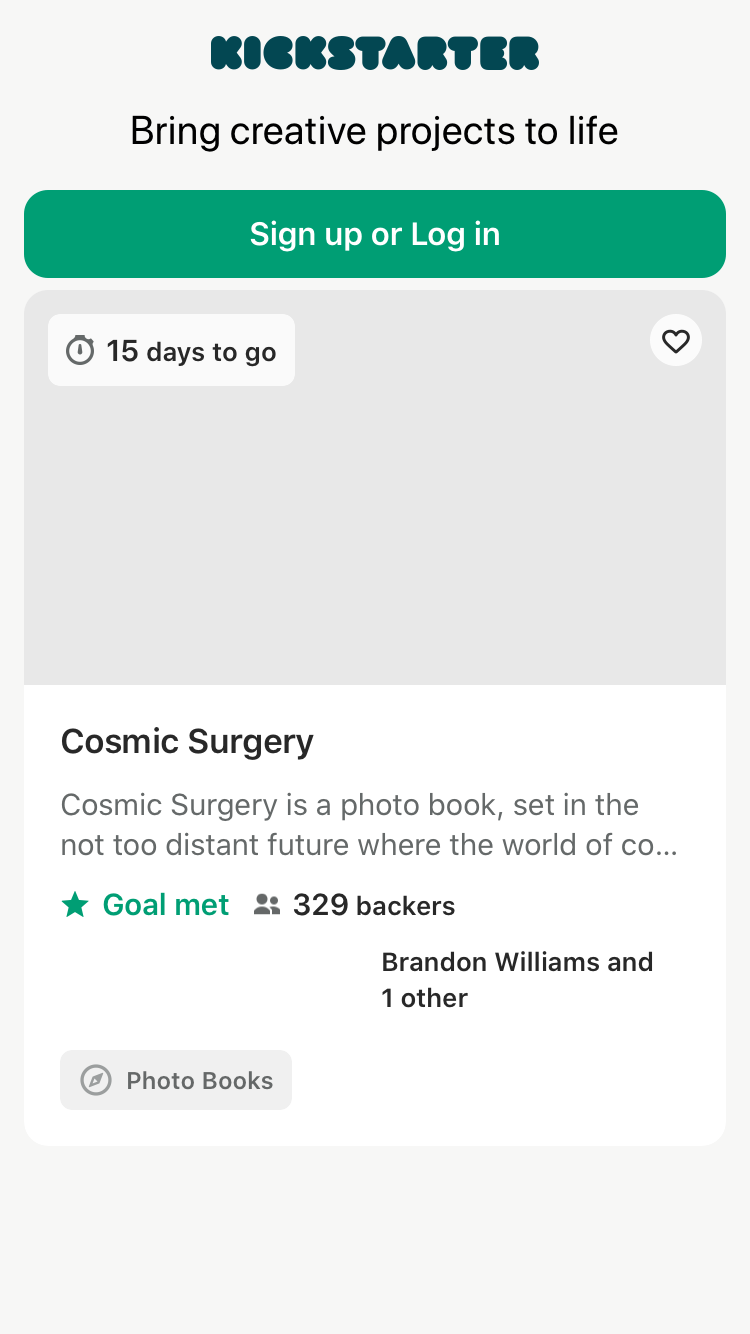 KICKSTARTER
Bring creative projects to life
Sign up or Log in
15 days to go
Cosmic Surgery
Cosmic Surgery is a photo book, set in the
not too distant future where the world of co...
Goal met 329 backers
Brandon Williams and
1 other
Photo Books